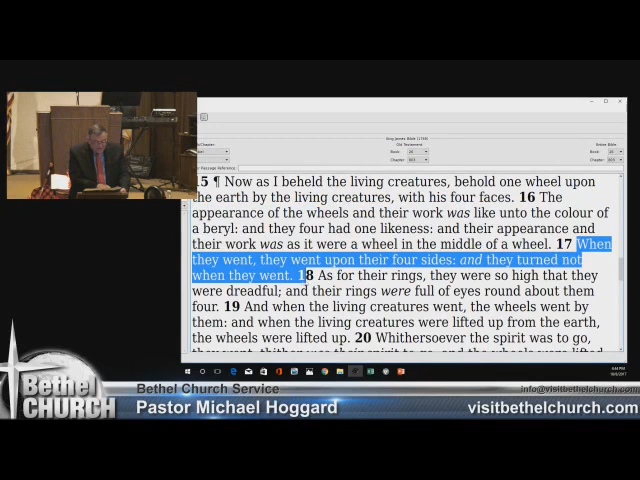 King James Bible (1769)
Old Testament
Entire Bible
Book:
Book:
Chapter:
Chapter:
15 ¶ Now as I beheld the living creatures, behold one wheel upon
the earth by the living creatures, with his four faces. 16 The
appearance of the wheels and their work was like unto the colour of
a beryl: and they four had one likeness: and their appearance and
their work was as it were a wheel in the middle of a wheel. 17 When
they went, they went upon their four sides: and they turned not
when they went. 18 As for their rings, they were so high that they
were dreadful; and their rings were full of eyes round about them
four. 19 And when the living creatures went, the wheels went by
them: and when the living creatures were lifted up from the earth,
the wheels were lifted up. 20 Whithersoever the spirit was to go,
Bethel
CHURCH
Bethel Church Service
info@visitbethelchurch.com
Pastor Michael Hoggard
visitbethelchurch.com